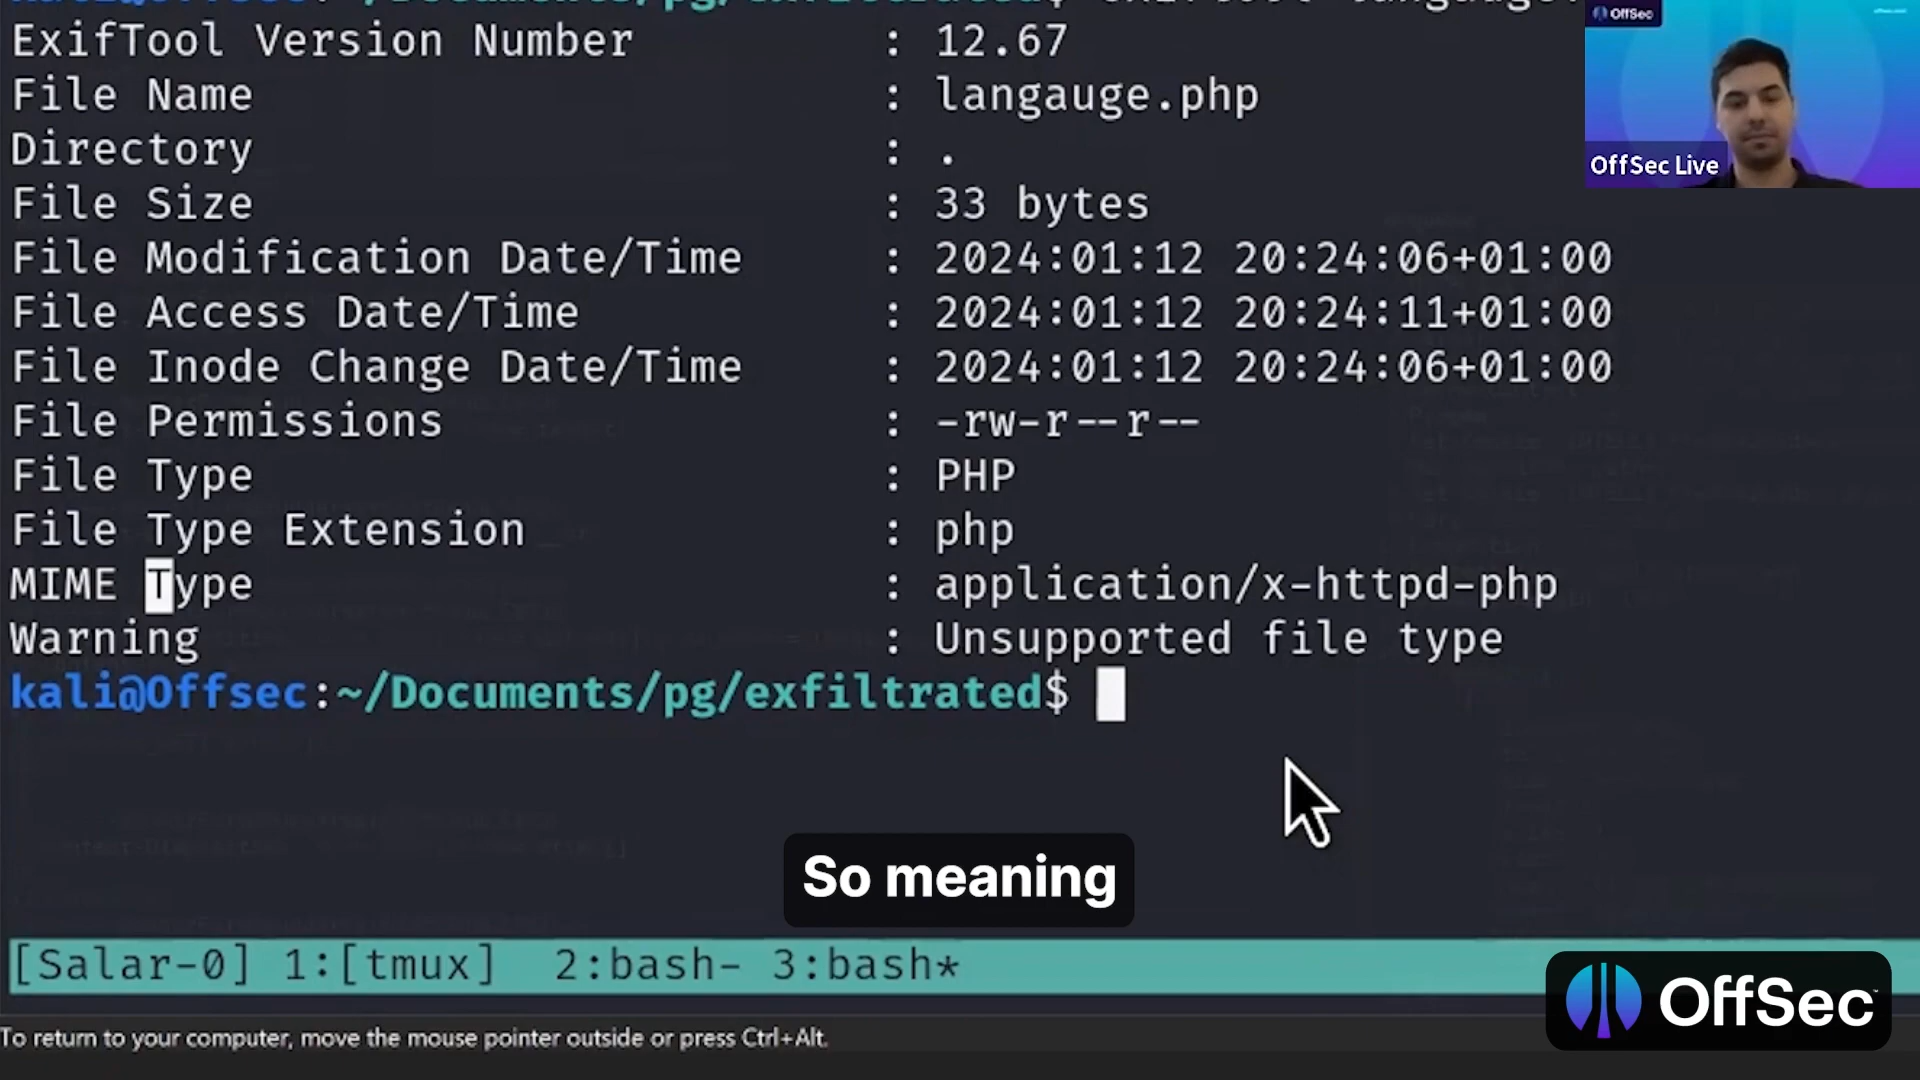 ExifTool Version Number : 12.67
File Name : langauge.php
Directory : .
File Size : 33 bytes
File Modification Date/Time : 2024:01:12 20:24:06+01:00
File Access Date/Time : 2024:01:12 20:24:11+01:00
File Inode Change Date/Time : 2024:01:12 20:24:06+01:00
File Permissions : -rw-r--r--
File Type : PHP
File Type Extension : php
MIME Type : application/x-httpd-php
Warning : Unsupported file type
kali@Offsec:~/Documents/pg/exfiltrated$
OffSec
OffSec Live
So meaning
[Salar-0] 1:[tmux] 2:bash- 3:bash*
OffSec
To return to your computer, move the mouse pointer outside or press Ctrl+Alt.